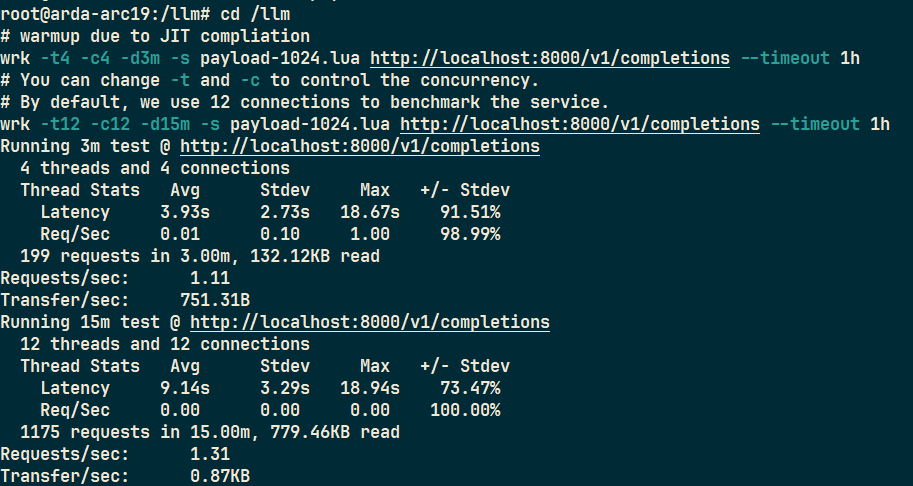 root@arda-arc19:/llm# cd /llm
# warmup due to JIT compliation
wrk -t4 -c4 -d3m -s payload-1024.lua http://localhost:8000/v1/completions --timeout 1h
# You can change -t and -c to control the concurrency.
# By default, we use 12 connections to benchmark the service.
wrk -t12 -c12 -d15m -s payload-1024.lua http://localhost:8000/v1/completions --timeout 1h
Running 3m test @ http://localhost:8000/v1/completions
  4 threads and 4 connections
  Thread Stats   Avg      Stdev     Max   +/- Stdev
    Latency     3.93s     2.73s   18.67s    91.51%
    Req/Sec     0.01      0.10     1.00     98.99%
  199 requests in 3.00m, 132.12KB read
Requests/sec:      1.11
Transfer/sec:     751.31B
Running 15m test @ http://localhost:8000/v1/completions
  12 threads and 12 connections
  Thread Stats   Avg      Stdev     Max   +/- Stdev
    Latency     9.14s     3.29s   18.94s    73.47%
    Req/Sec     0.00      0.00     0.00    100.00%
  1175 requests in 15.00m, 779.46KB read
Requests/sec:      1.31
Transfer/sec:      0.87KB